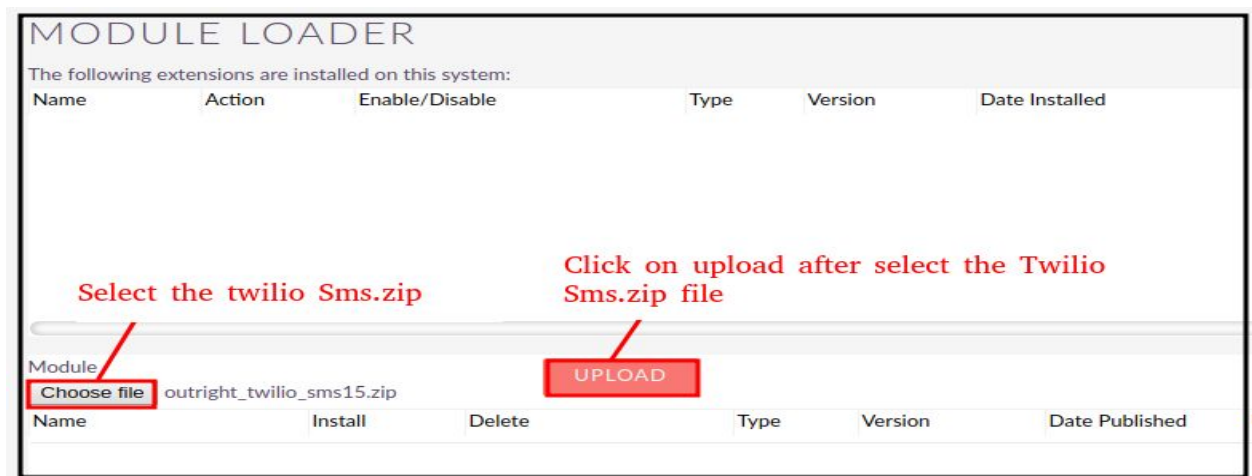 MODULE LOADER
The following extensions are installed on this system:
Name Action Enable/Disable Type Version Date Installed
Click on upload after select the Twilio
Select the twilio Sms.zip Sms.zip file
Module
UPLOAD
Choose file outright_twilio_sms15.zip
Name Install Delete Type Version Date Published